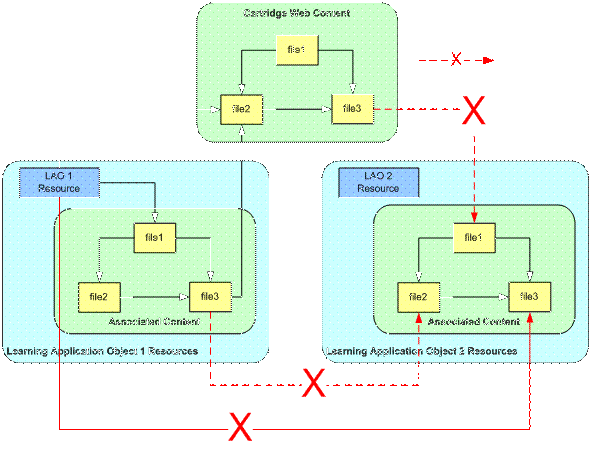 Cartridge Web Content
file1
X
file2
file3
X
LAO 1
Resource
LAO 2
Resource
file1
file1
file2
file3
file2
file3
Associated Content
Associated Content
Learning Application Object 1 Resources
Learning Application Object 2 Resources
X
X